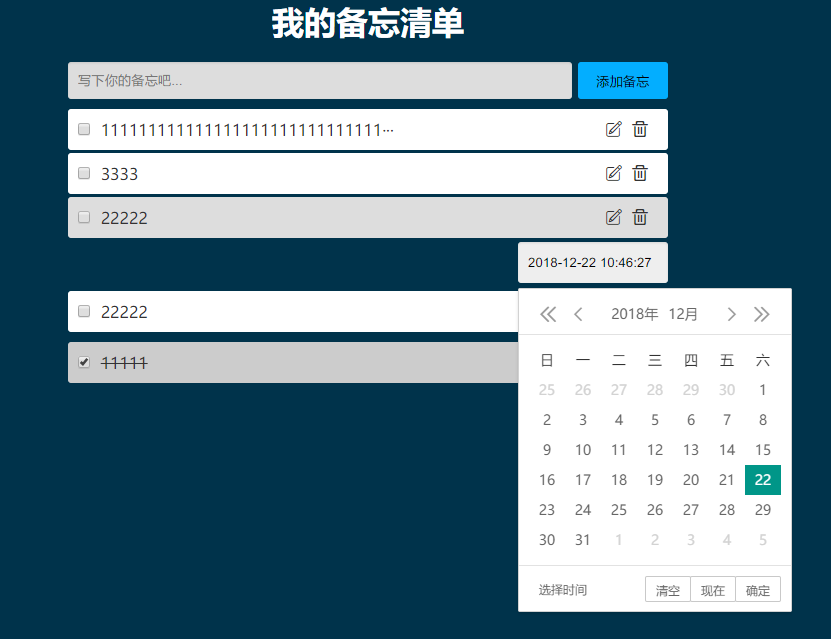 我的备忘清单
写下你的备忘吧... 添加备忘
111111111111111111111111111111···
3333
22222
2018-12-22 10:46:27
22222
11111
2018年 12月
日 一 二 三 四 五 六
25 26 27 28 29 30 1
2 3 4 5 6 7 8
9 10 11 12 13 14 15
16 17 18 19 20 21 22
23 24 25 26 27 28 29
30 31 1 2 3 4 5
选择时间 清空 现在 确定